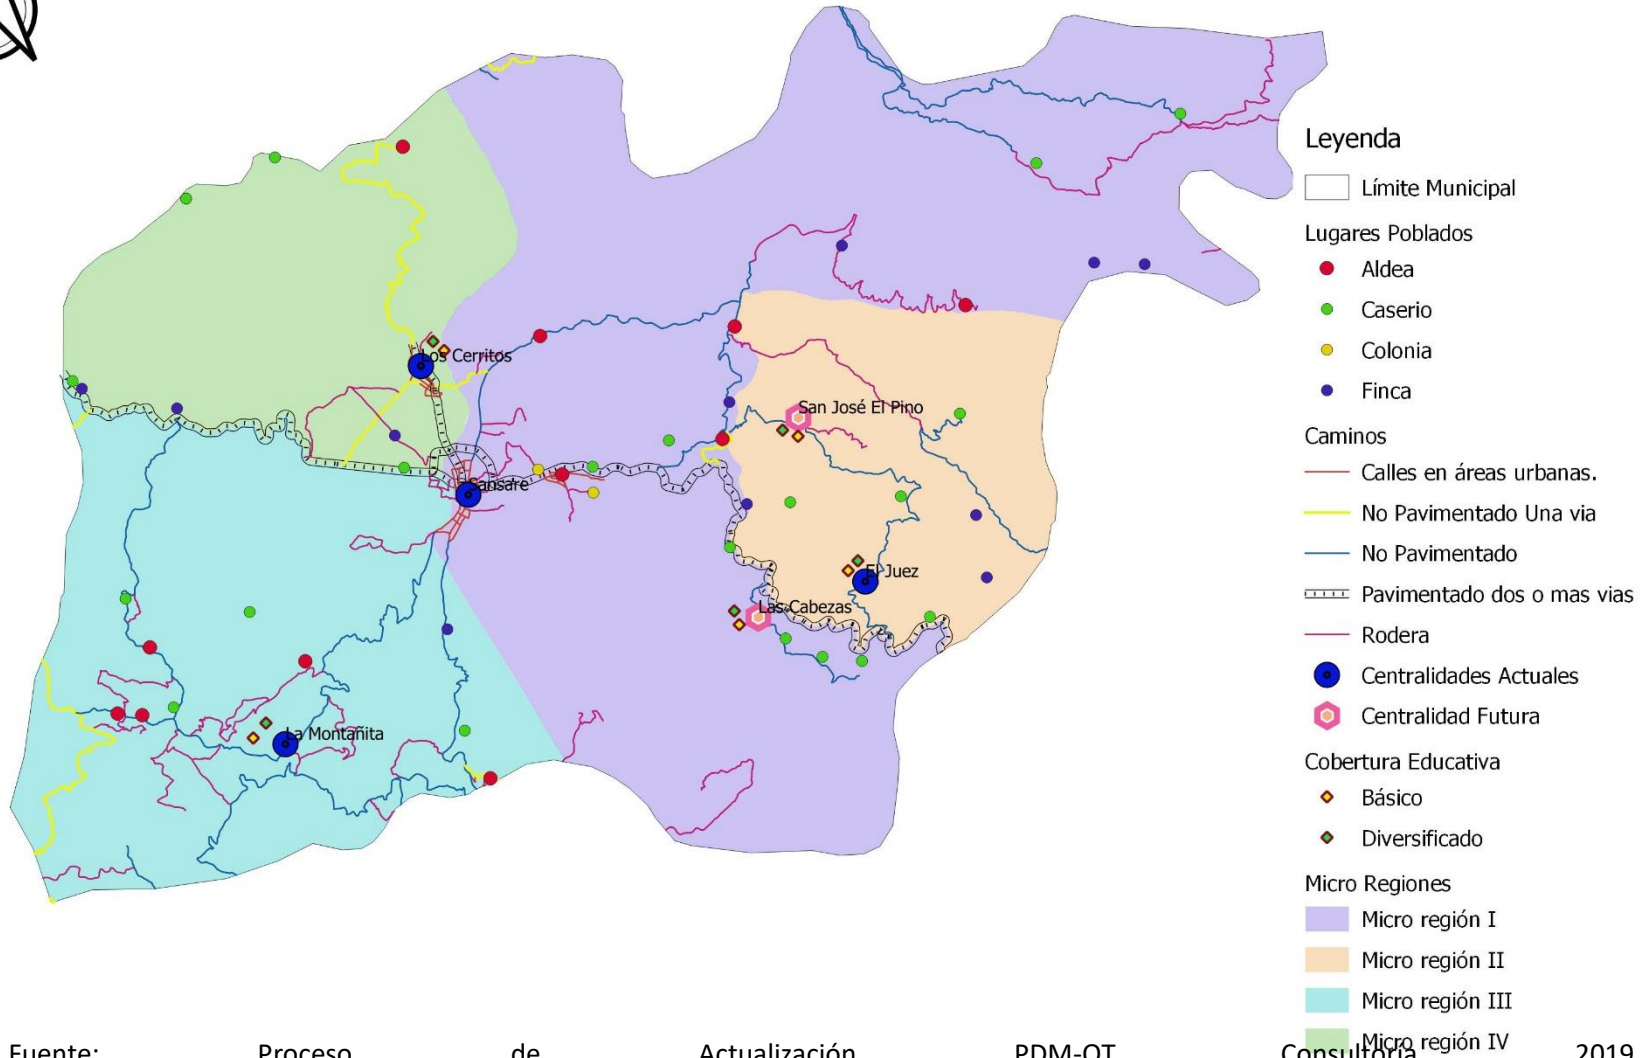 Leyenda
Límite Municipal
Lugares Poblados
Aldea
Caserio
Colonia
Finca
Caminos
Calles en áreas urbanas.
No Pavimentado Una via
No Pavimentado
Pavimentado dos o mas vias
Rodera
Centralidades Actuales
Centralidad Futura
Cobertura Educativa
Básico
Diversificado
Micro Regiones
Micro región I
Micro región II
Micro región III
Micro región IV
Los Cerritos
San José El Pino
Sansare
El Juez
Las Cabezas
La Montañita
Fuente: Proceso de Actualización PDM-OT Consultoría 2019